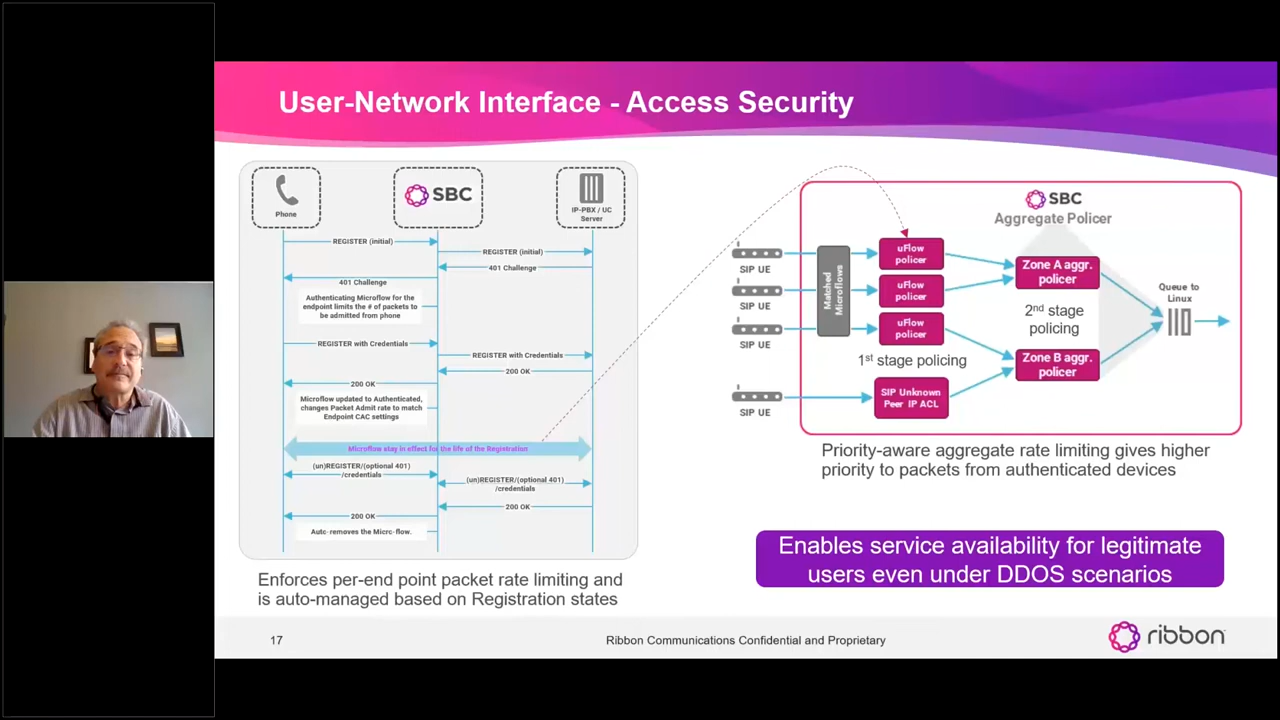 User-Network Interface - Access Security
Phone
SBC
IP-PBX / UC
Server
REGISTER (initial)
REGISTER (initial)
401 Challenge
401 Challenge
Authenticating Microflow for the
endpoint limits the # of packets to
be admitted from phone
REGISTER with Credentials
REGISTER with Credentials
200 OK
200 OK
Microflow updated to Authenticated,
changes Packet Admit rate to match
Endpoint CAC settings
Microflow stay in effect for the life of the Registration
(un)REGISTER/(optional 401)
/credentials
(un)REGISTER/(optional 401)
/credentials
200 OK
200 OK
Auto-removes the Micro-flow.
Enforces per-end point packet rate limiting and
is auto-managed based on Registration states
SBC
Aggregate Policer
SIP UE
SIP UE
SIP UE
SIP UE
Matched
Microflows
uFlow
policer
uFlow
policer
uFlow
policer
1st stage policing
SIP Unknown
Peer IP ACL
Zone A aggr.
policer
2nd stage
policing
Zone B aggr.
policer
Queue to
Linux
Priority-aware aggregate rate limiting gives higher
priority to packets from authenticated devices
Enables service availability for legitimate
users even under DDOS scenarios
17
Ribbon Communications Confidential and Proprietary
ribbon